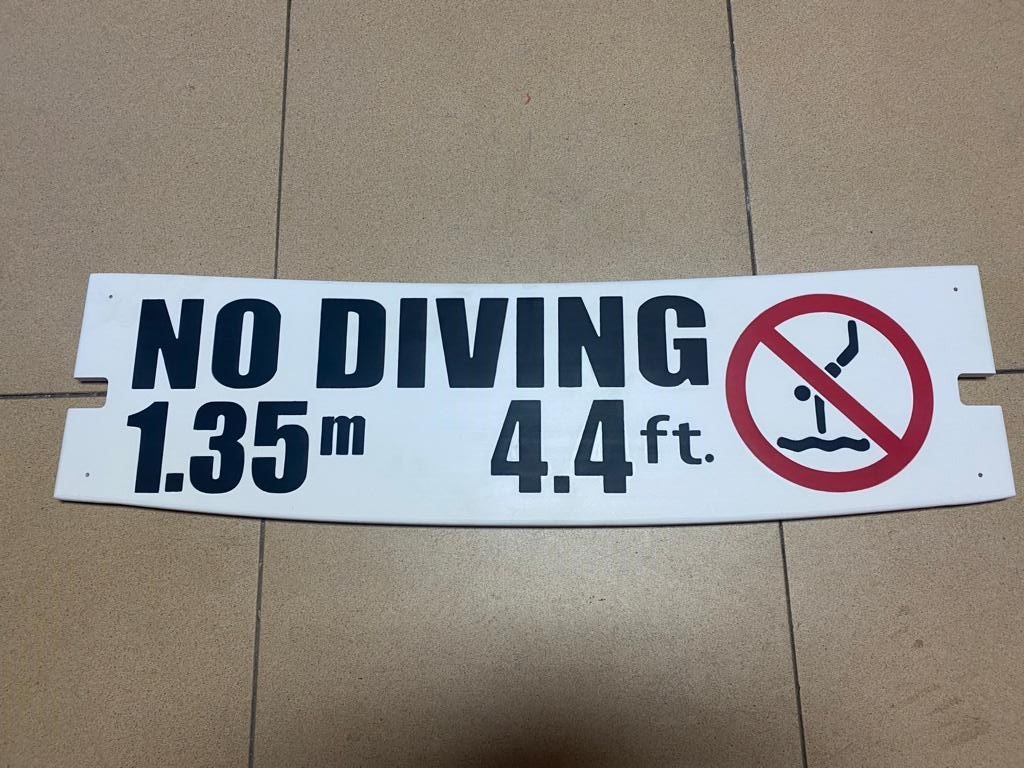 NO DIVING
1.35m 4.4ft.